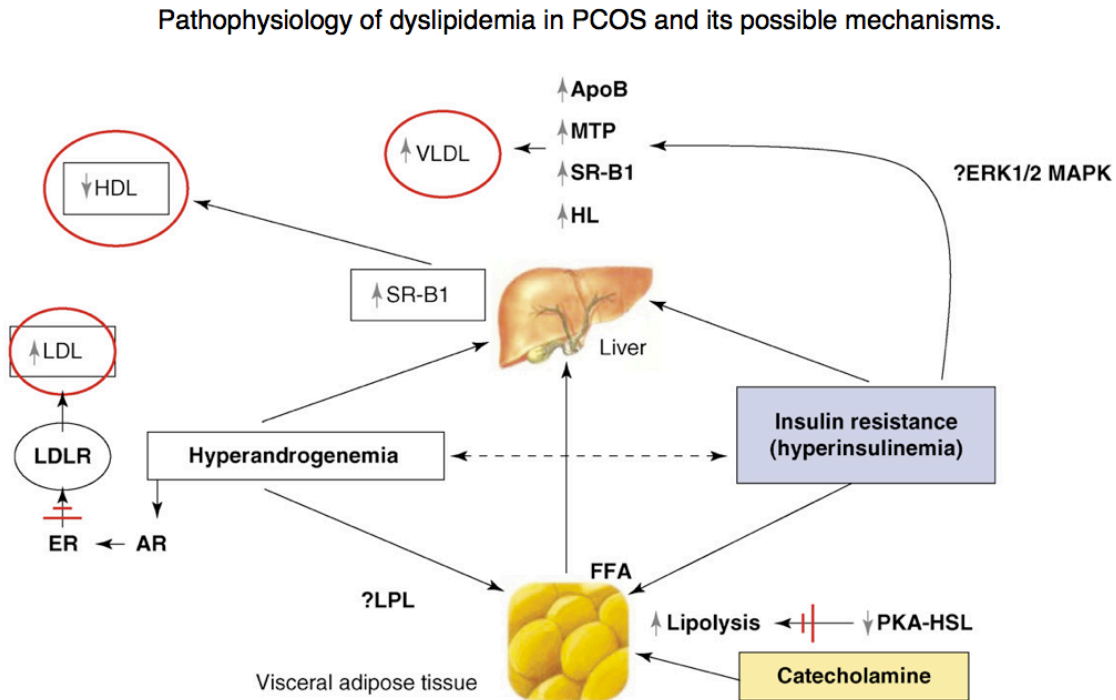 Pathophysiology of dyslipidemia in PCOS and its possible mechanisms.
ApoB
MTP
VLDL
SR-B1
HL
?ERK1/2 MAPK
HDL
SR-B1
LDL
Liver
Insulin resistance
(hyperinsulinemia)
LDLR
Hyperandrogenemia
ER
AR
FFA
?LPL
Lipolysis
PKA-HSL
Catecholamine
Visceral adipose tissue